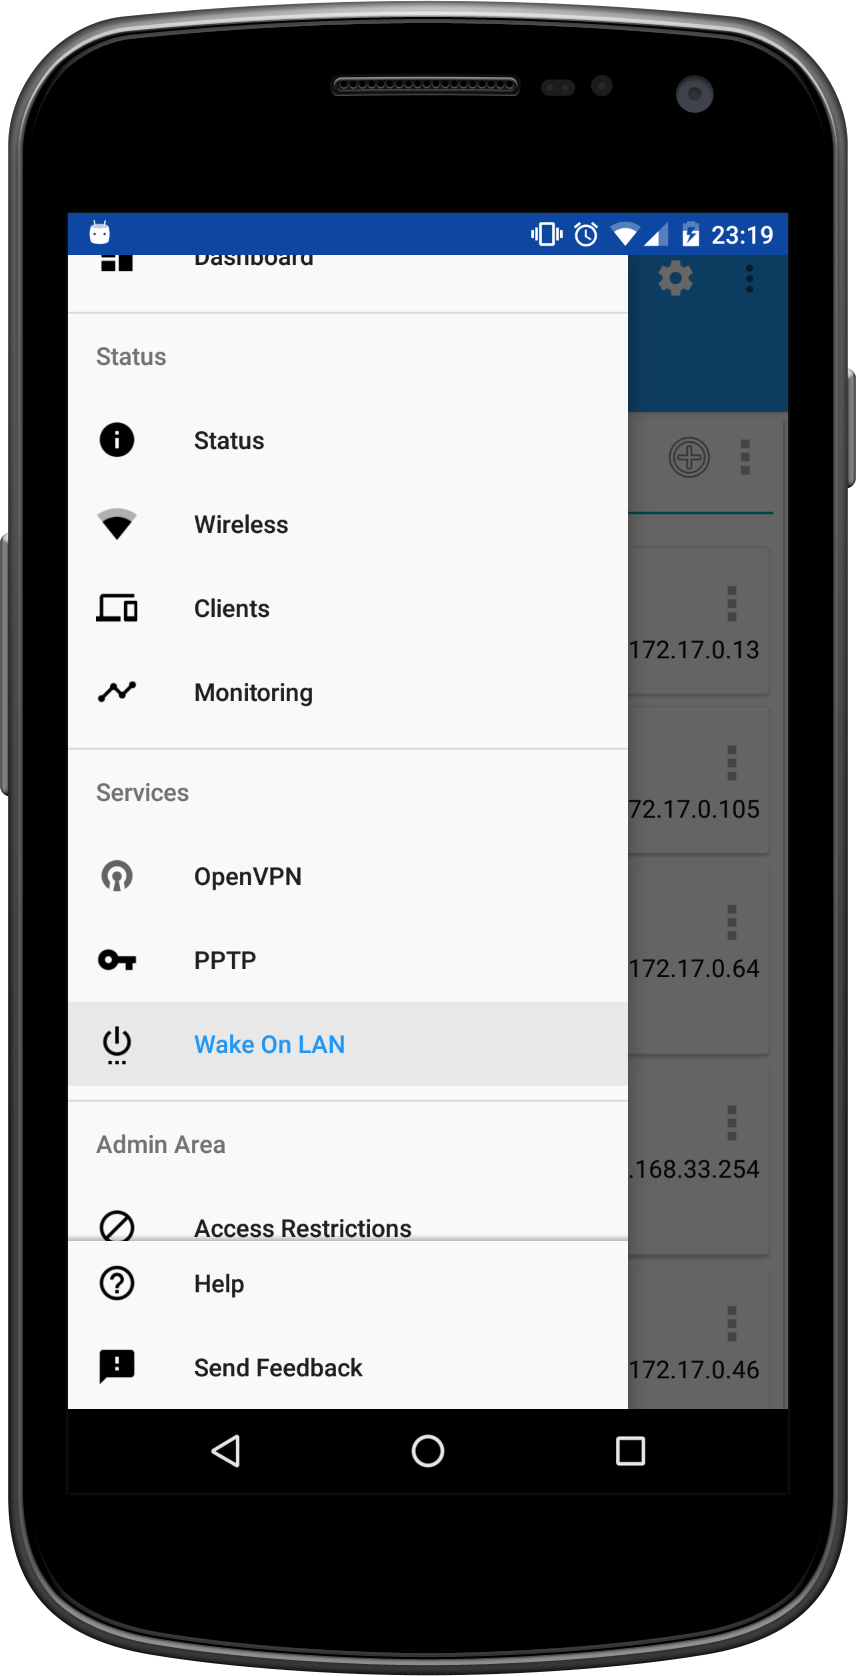 23:19
Dashboard
Status
Status
Wireless
Clients
172.17.0.13
Monitoring
Services
72.17.0.105
OpenVPN
PPTP
172.17.0.64
Wake On LAN
Admin Area
.168.33.254
Access Restrictions
Help
Send Feedback
172.17.0.46